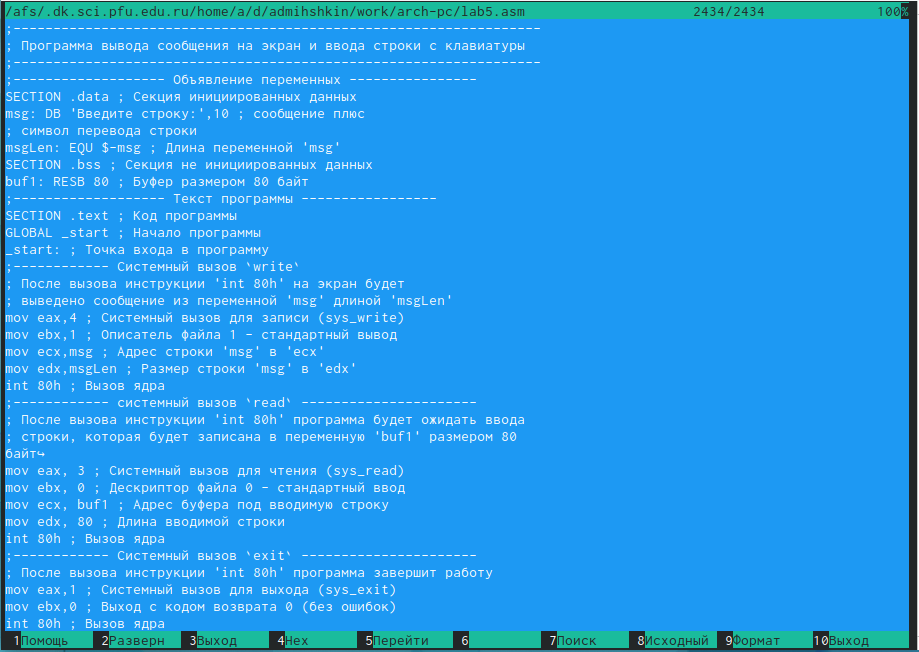 /afs/.dk.sci.pfu.edu.ru/home/a/d/admihshkin/work/arch-pc/lab5.asm 2434/2434 100%
;------------------------------------------------------------------
; Программа вывода сообщения на экран и ввода строки с клавиатуры
;------------------------------------------------------------------
;------------------- Объявление переменных ----------------
SECTION .data ; Секция инициированных данных
msg: DB 'Введите строку:',10 ; сообщение плюс
; символ перевода строки
msgLen: EQU $-msg ; Длина переменной 'msg'
SECTION .bss ; Секция не инициированных данных
buf1: RESB 80 ; Буфер размером 80 байт
;------------------- Текст программы -----------------
SECTION .text ; Код программы
GLOBAL _start ; Начало программы
_start: ; Точка входа в программу
;------------ Системный вызов `write`
; После вызова инструкции 'int 80h' на экран будет
; выведено сообщение из переменной 'msg' длиной 'msgLen'
mov eax,4 ; Системный вызов для записи (sys_write)
mov ebx,1 ; Описатель файла 1 - стандартный вывод
mov ecx,msg ; Адрес строки 'msg' в 'ecx'
mov edx,msgLen ; Размер строки 'msg' в 'edx'
int 80h ; Вызов ядра
;------------ системный вызов `read` ----------------------
; После вызова инструкции 'int 80h' программа будет ожидать ввода
; строки, которая будет записана в переменную 'buf1' размером 80
байт↪
mov eax, 3 ; Системный вызов для чтения (sys_read)
mov ebx, 0 ; Дескриптор файла 0 - стандартный ввод
mov ecx, buf1 ; Адрес буфера под вводимую строку
mov edx, 80 ; Длина вводимой строки
int 80h ; Вызов ядра
;------------ Системный вызов `exit` ----------------------
; После вызова инструкции 'int 80h' программа завершит работу
mov eax,1 ; Системный вызов для выхода (sys_exit)
mov ebx,0 ; Выход с кодом возврата 0 (без ошибок)
int 80h ; Вызов ядра
1Помощь 2Разверн 3Выход 4Hex 5Перейти 6 7Поиск 8Исходный 9Формат 10Выход